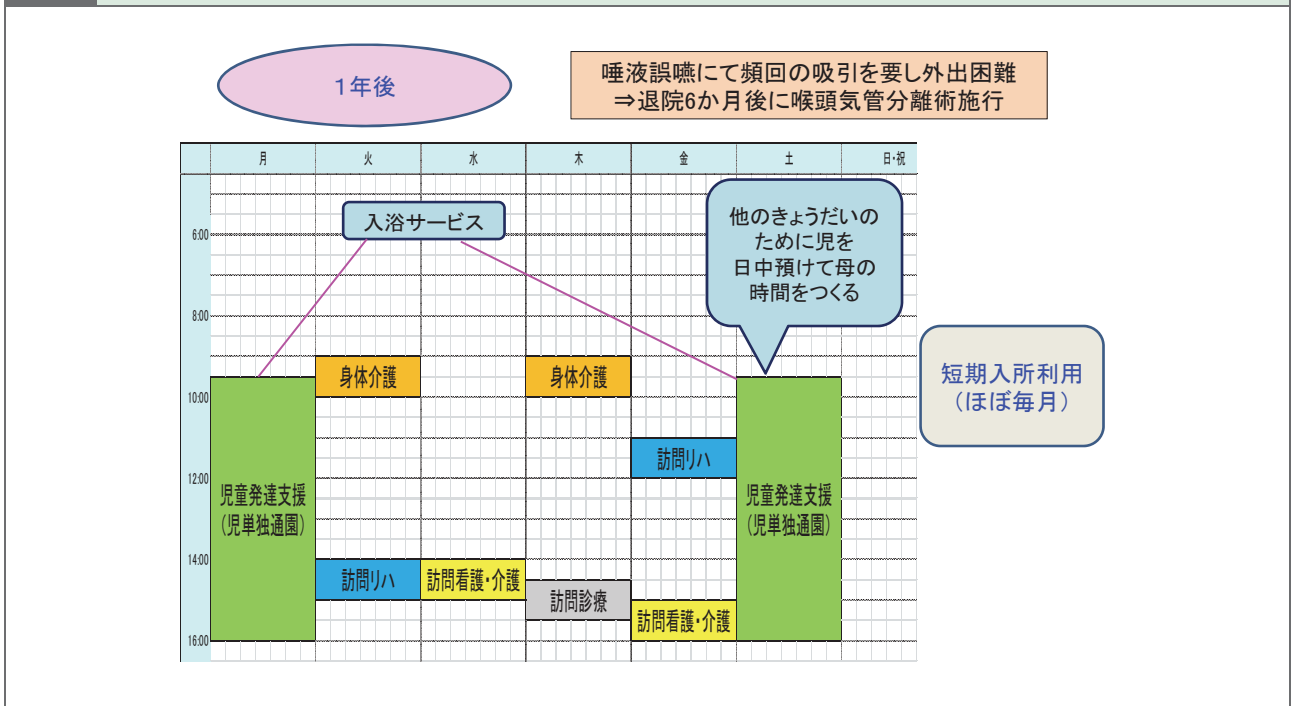 1年後
唾液誤嚥にて頻回の吸引を要し外出困難
⇒退院6か月後に喉頭気管分離術施行
月
火
水
木
金
土
日・祝
入浴サービス
他のきょうだいの
ために児を
日中預けて母の
時間をつくる
6:00
8:00
10:00
12:00
14:00
16:00
身体介護
身体介護
短期入所利用
(ほぼ毎月)
訪問リハ
児童発達支援
(児単独通園)
児童発達支援
(児単独通園)
訪問リハ
訪問看護・介護
訪問診療
訪問看護・介護